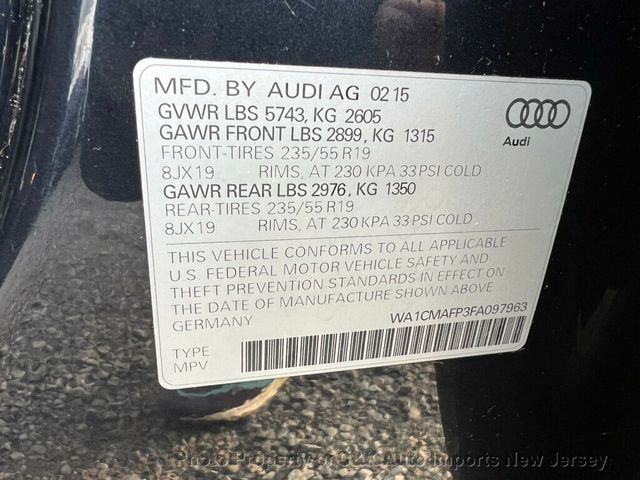 MFD. BY AUDI AG 02 15
GVWR LBS 5743, KG 2605
GAWR FRONT LBS 2899, KG 1315
FRONT-TIRES 235/55 R19
8JX19 RIMS, AT 230 KPA 33 PSI COLD
GAWR REAR LBS 2976, KG 1350
REAR-TIRES 235/55 R19
8JX19 RIMS, AT 230 KPA 33 PSI COLD
Audi
THIS VEHICLE CONFORMS TO ALL APPLICABLE
U.S. FEDERAL MOTOR VEHICLE SAFETY AND
THEFT PREVENTION STANDARDS IN EFFECT ON
THE DATE OF MANUFACTURE SHOWN ABOVE
GERMANY
WA1CMAFP3FA097963
TYPE
MPV
Photo Property of C&K Auto Imports New Jersey